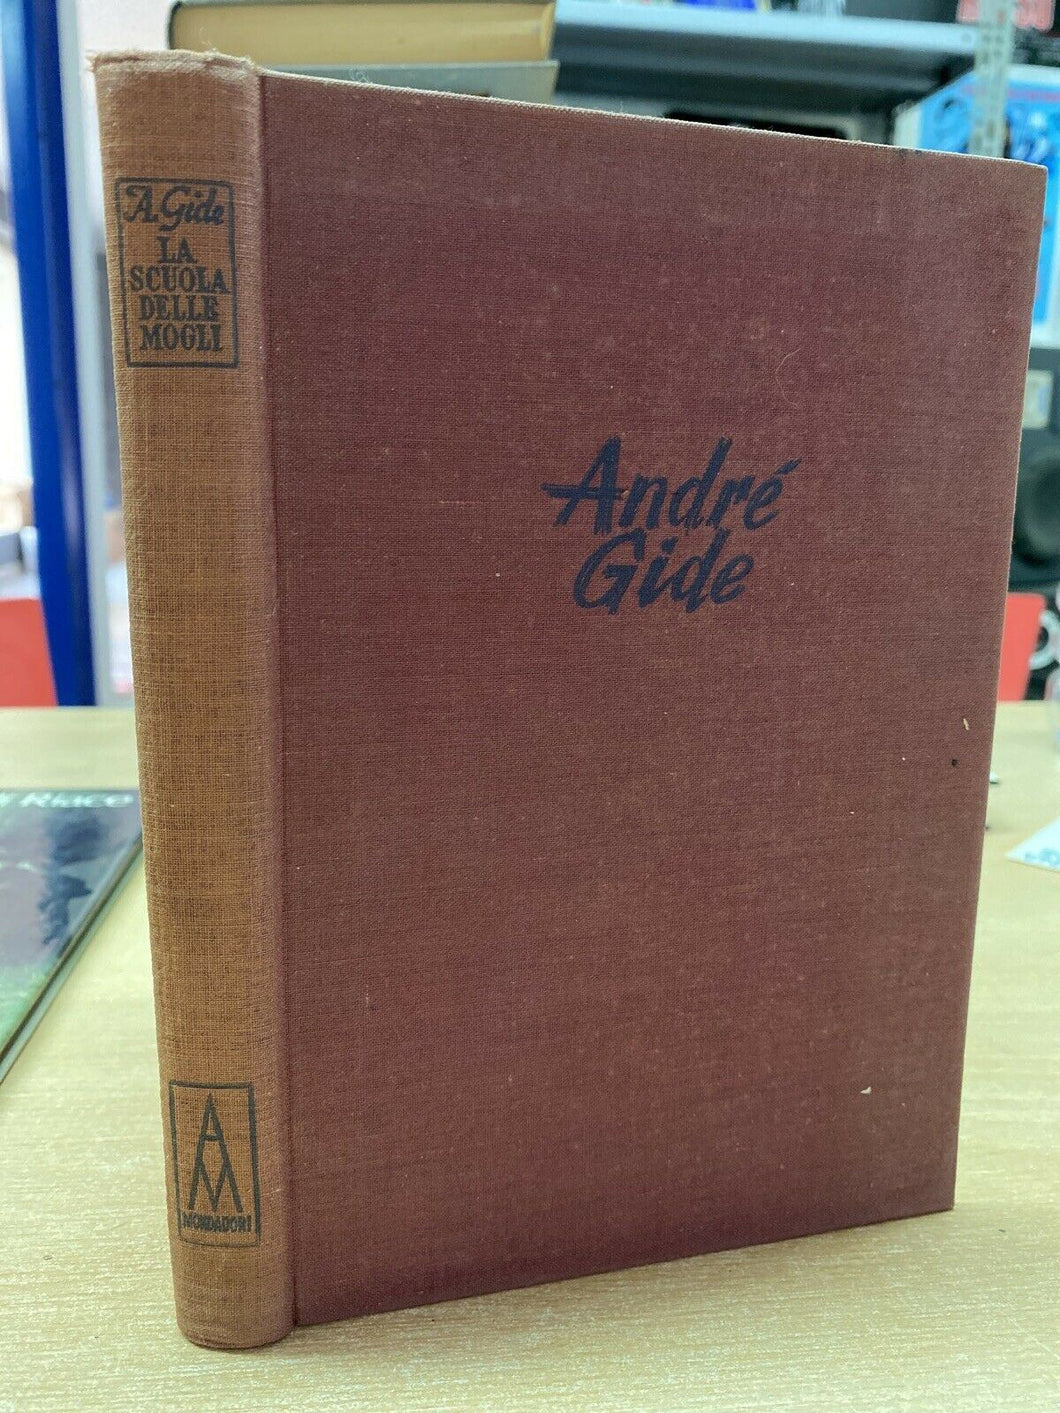 A. Gide
LA
SCUOLA
DELLE
MOGLI
André
Gide
AM
MONDADORI